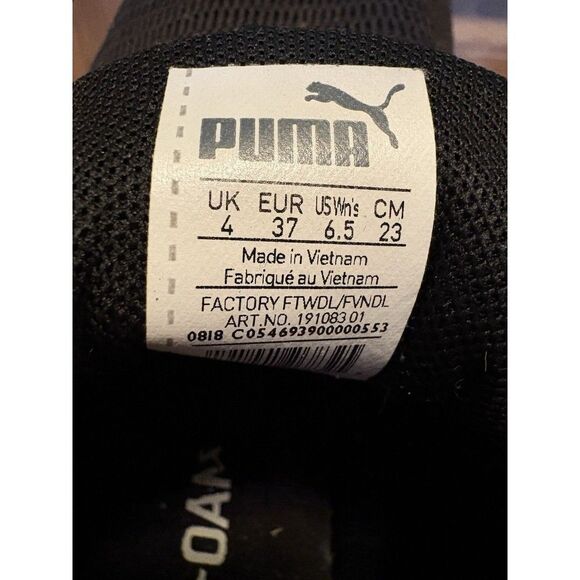 PUMA
UK EUR US Wn's CM
4 37 6.5 23
Made in Vietnam
Fabriqué au Vietnam
FACTORY FTWDL/FVNDL
ART.NO. 191083 01
0818 C054693900000553
-OAM